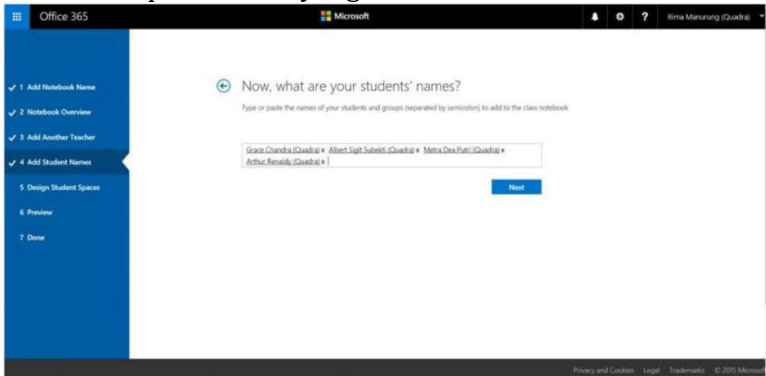 Office 365
Microsoft
? Rima Manurung (Quadra)
✓ 1 Add Notebook Name
✓ 2 Notebook Overview
✓ 3 Add Another Teacher
✓ 4 Add Student Names
5 Design Student Spaces
6 Preview
7 Done
Now, what are your students' names?
Type or paste the names of your students and groups (separated by semicolons) to add to the class notebook
Grace Chandra (Quadra) x Albert Sigit Subekti (Quadra) x Metra Dea Putri (Quadra) x
Arthur Renaldy (Quadra) x
Next
Privacy and Cookies Legal Trademarks © 2015 Microsoft